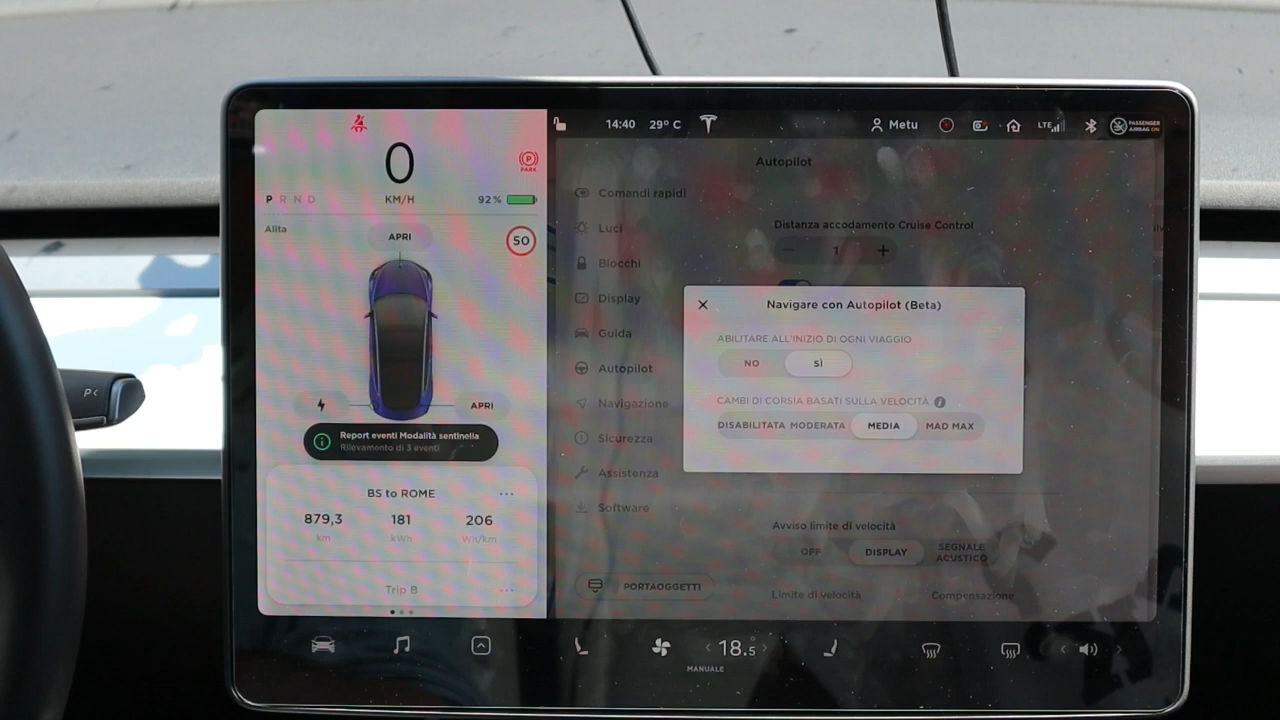 14:40 29° C Metu LTE PASSENGER
AIRBAG ON
0
P
PARK
P R N D KM/H 92 %
Alita
APRI
50
APRI
Report eventi Modalità sentinella
Rilevamento di 3 eventi
BS to ROME ...
879,3 181 206
km kWh Wh/km
Trip B ...
Autopilot
Comandi rapidi
Luci
Blocchi
Display
Guida
Autopilot
Navigazione
Sicurezza
Assistenza
Software
PORTAOGGETTI
Distanza accodamento Cruise Control
− 1 +
Navigare con Autopilot (Beta)
ABILITARE ALL'INIZIO DI OGNI VIAGGIO
NO SÌ
CAMBI DI CORSIA BASATI SULLA VELOCITÀ i
DISABILITATA MODERATA MEDIA MAD MAX
Avviso limite di velocità
OFF DISPLAY SEGNALE
ACUSTICO
Limite di velocità Compensazione
18.5
MANUALE
P<